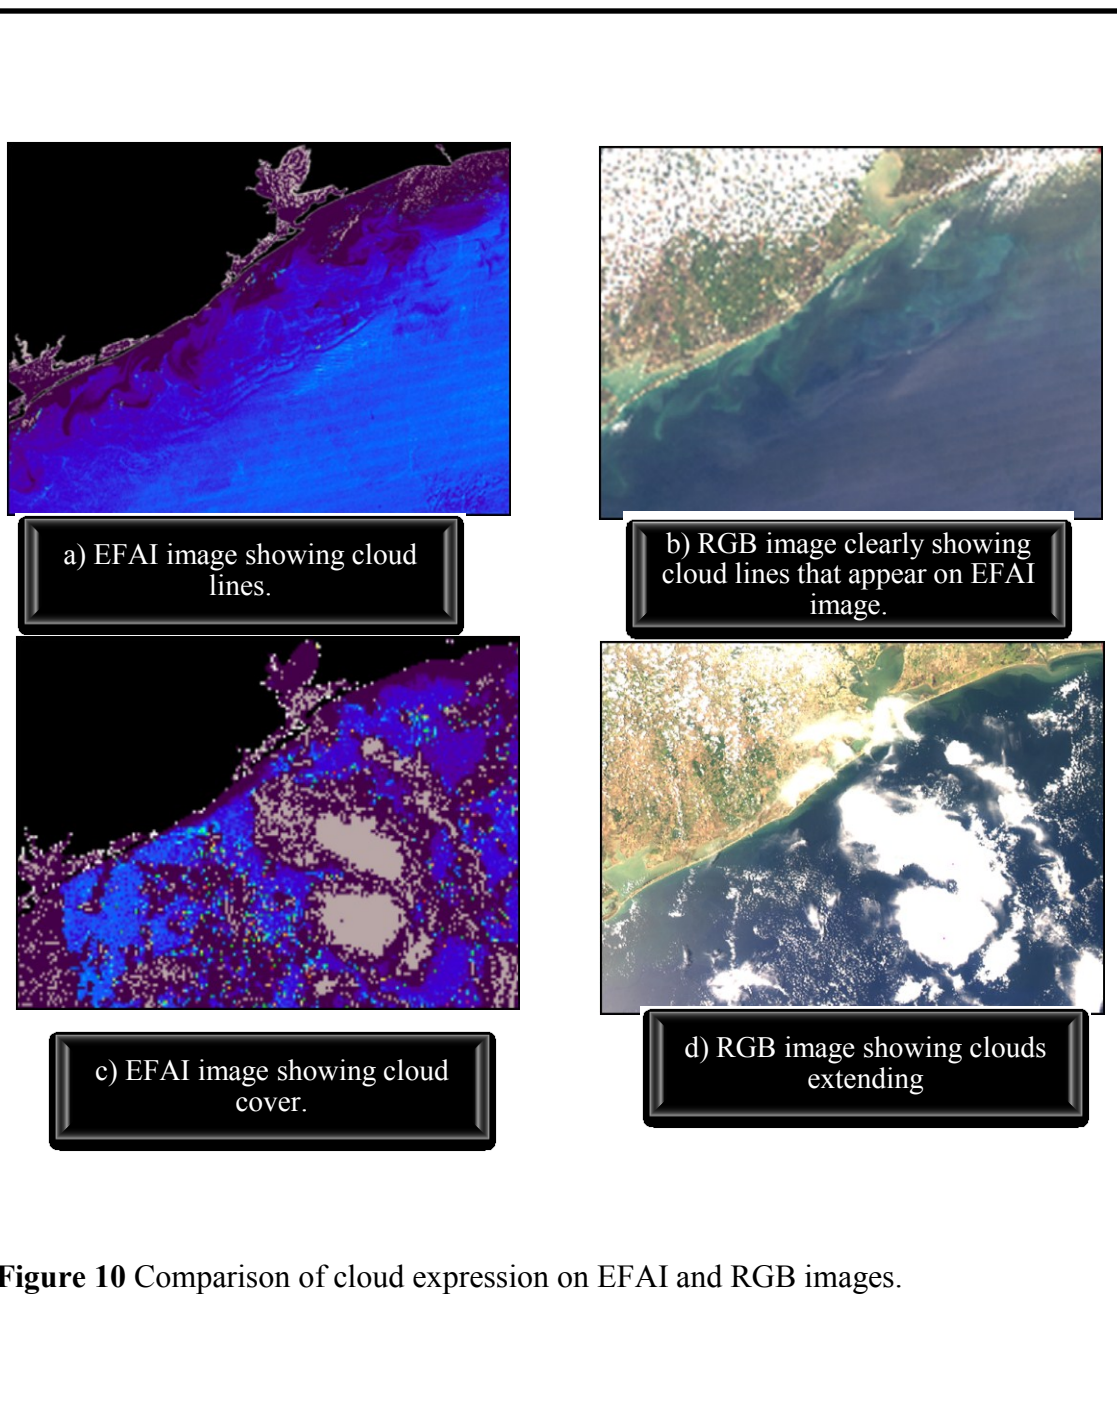 a) EFAI image showing cloud
lines.
b) RGB image clearly showing
cloud lines that appear on EFAI
image.
c) EFAI image showing cloud
cover.
d) RGB image showing clouds
extending
Figure 10 Comparison of cloud expression on EFAI and RGB images.